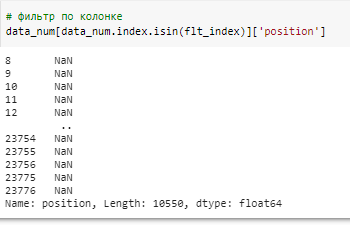 # фильтр по колонке
data_num[data_num.index.isin(flt_index)]['position']
8       NaN
9       NaN
10      NaN
11      NaN
12      NaN
         ..
23754   NaN
23755   NaN
23756   NaN
23775   NaN
23776   NaN
Name: position, Length: 10550, dtype: float64